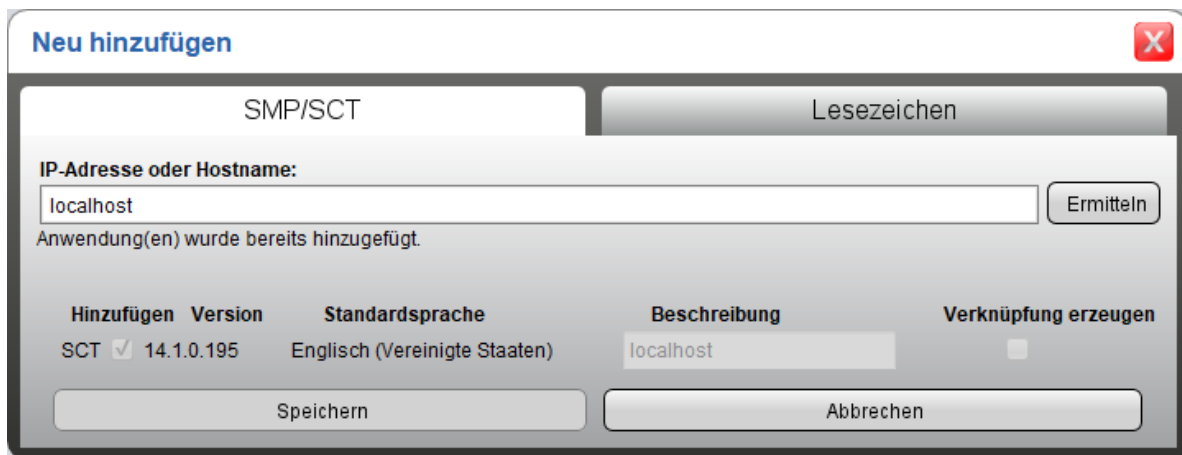 Neu hinzufügen
X
SMP/SCT Lesezeichen
IP-Adresse oder Hostname:
localhost Ermitteln
Anwendung(en) wurde bereits hinzugefügt.
Hinzufügen Version Standardsprache Beschreibung Verknüpfung erzeugen
SCT 14.1.0.195 Englisch (Vereinigte Staaten) localhost
Speichern Abbrechen